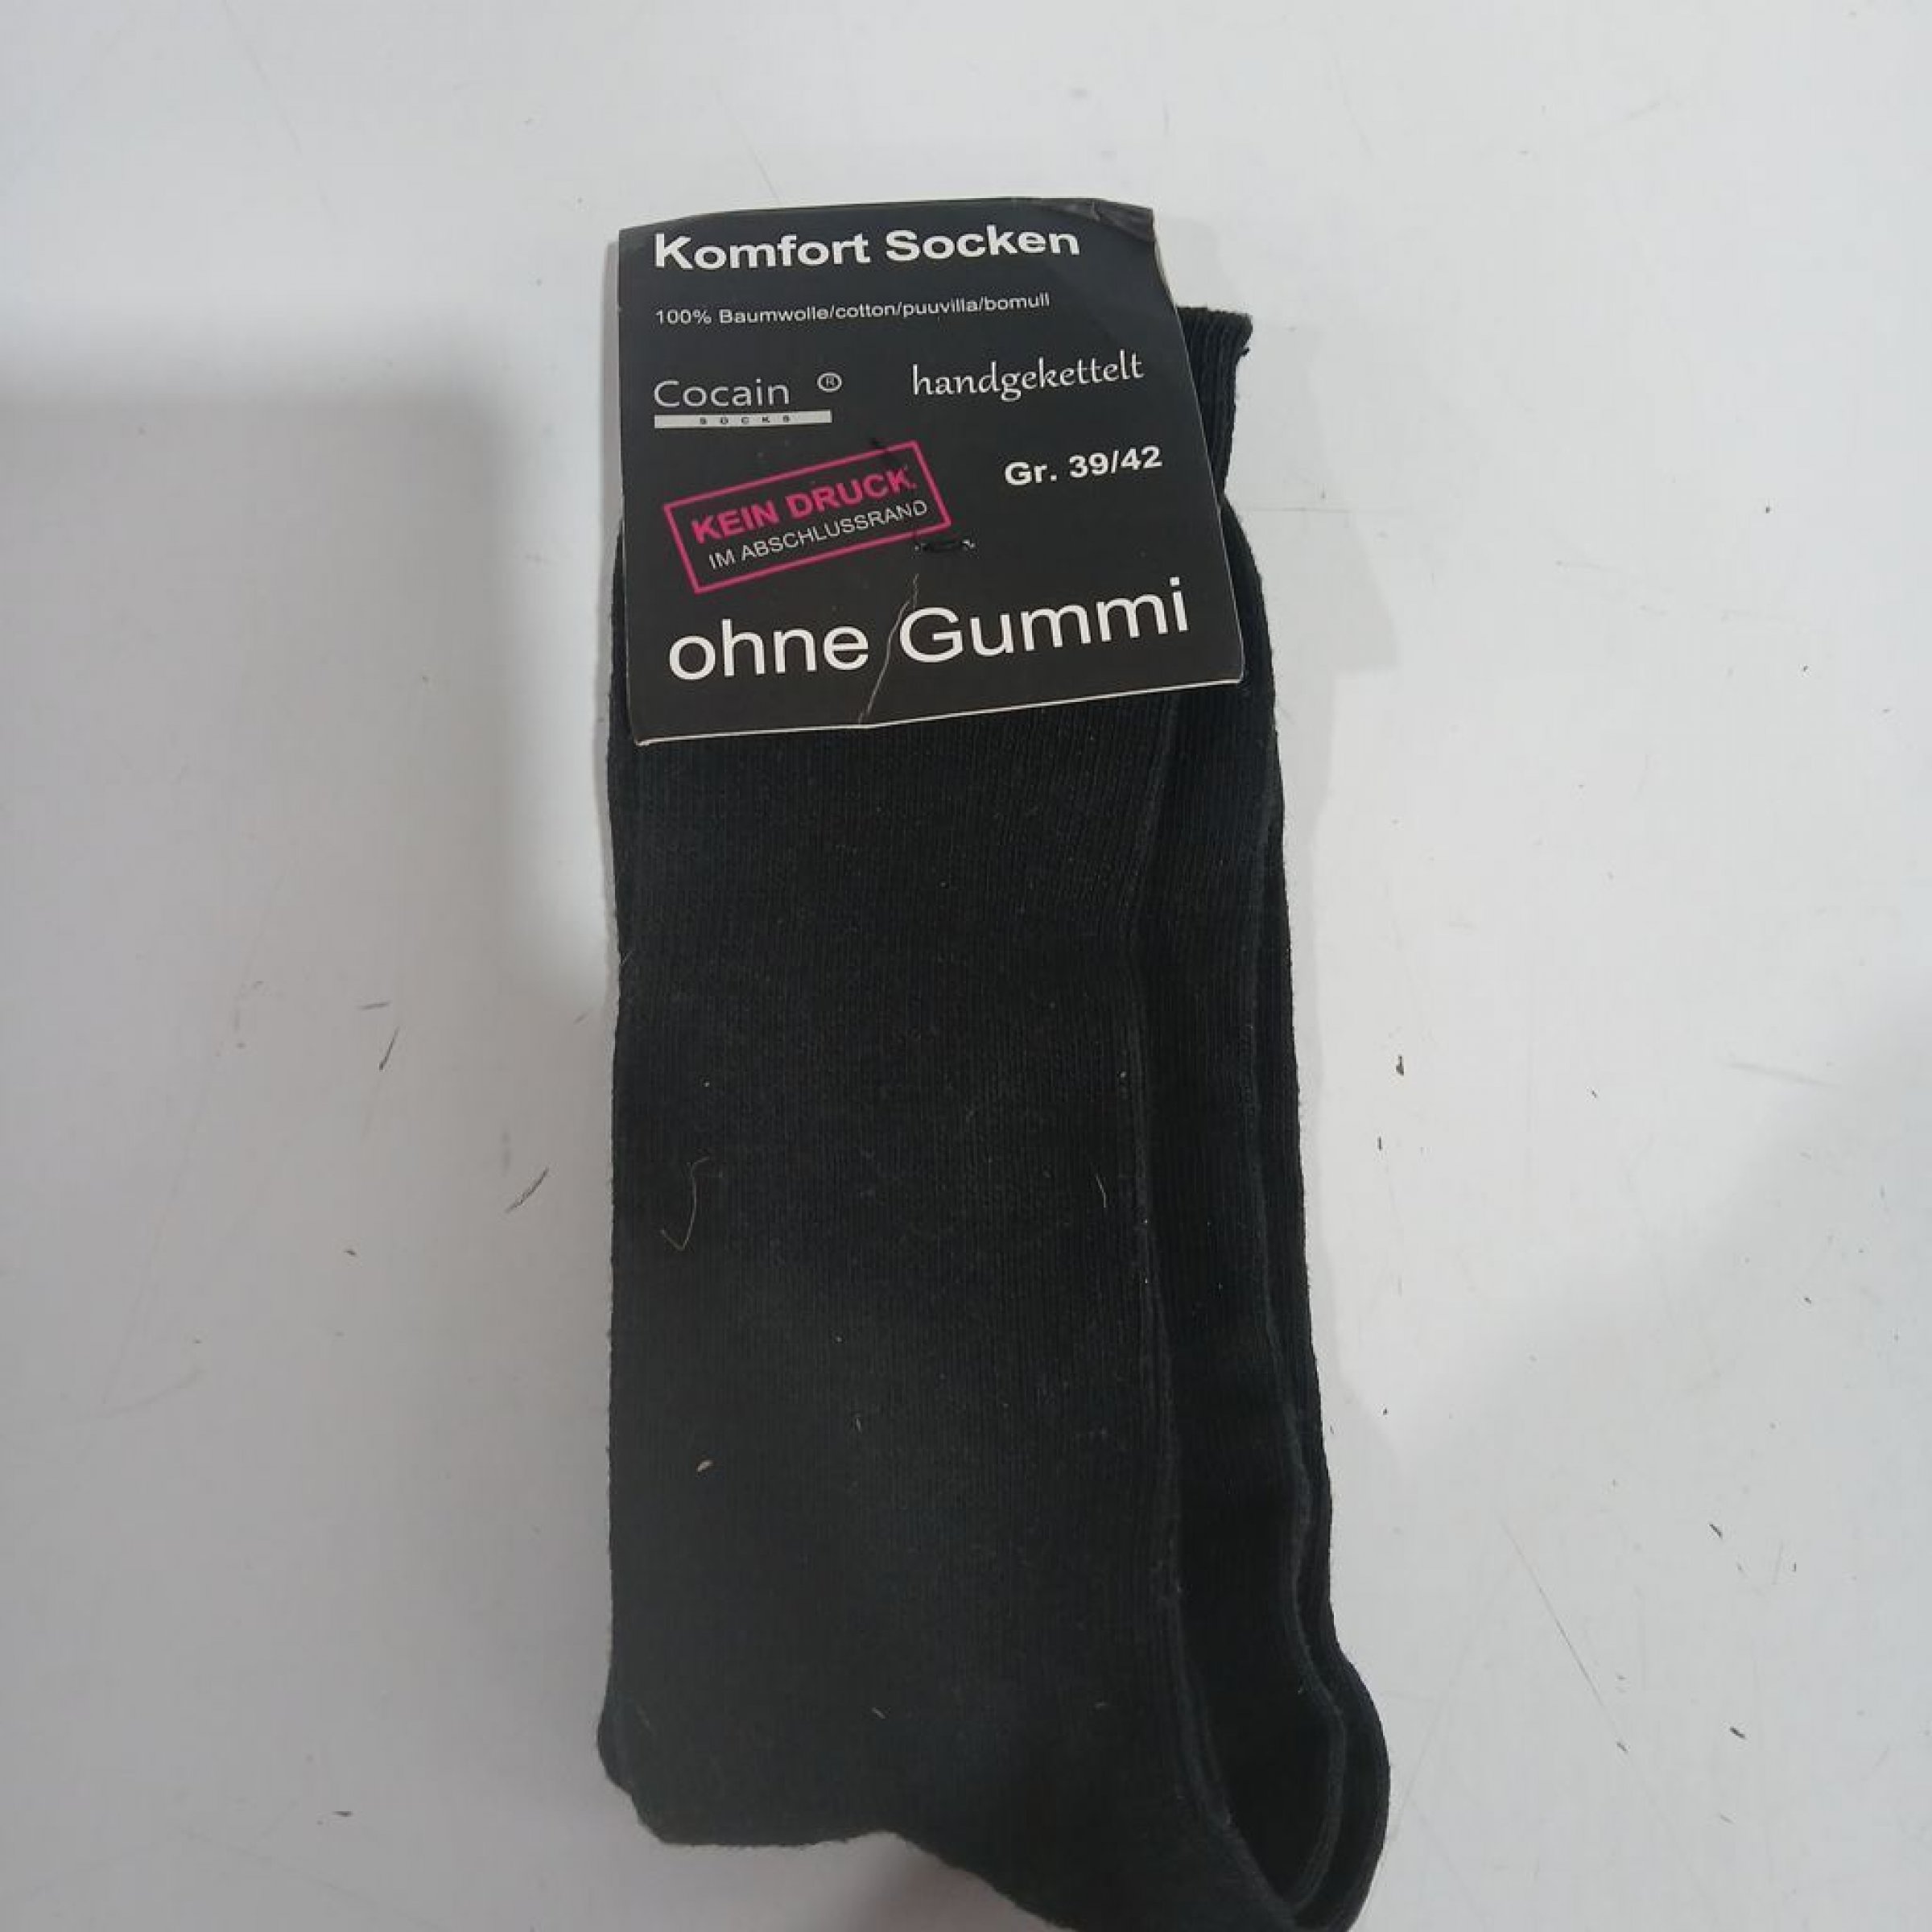 Komfort Socken
100% Baumwolle/cotton/puuvilla/bomull
Cocain ®
SOCKS
handgekettelt
Gr. 39/42
KEIN DRUCK
IM ABSCHLUSSRAND
ohne Gummi